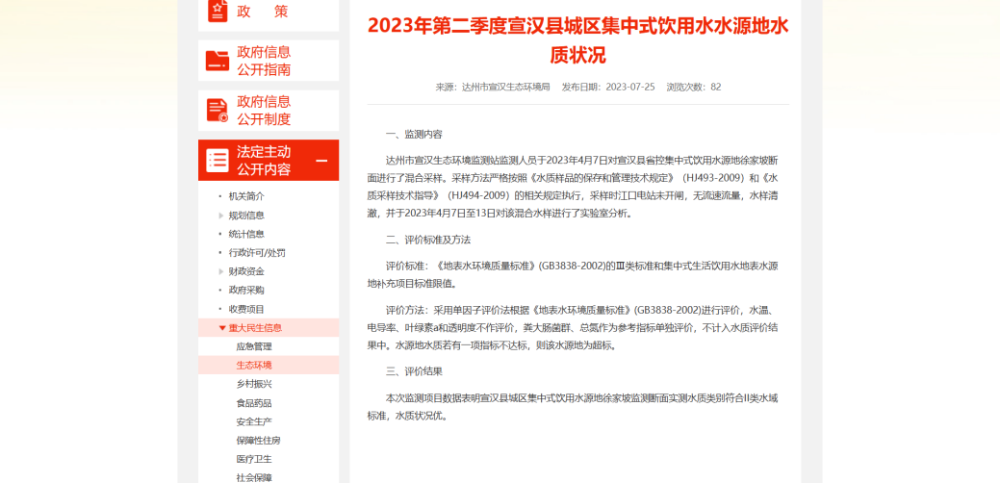 政 策
政府信息
公开指南
政府信息
公开制度
法定主动
公开内容
机构简介
规划信息
统计信息
行政许可/处罚
财政资金
政府采购
收费项目
重大民生信息
应急管理
生态环境
乡村振兴
食品药品
安全生产
保障性住房
医疗卫生
社会保障
2023年第二季度宣汉县城区集中式饮用水水源地水
质状况
来源：达州市宣汉生态环境局 发布日期：2023-07-25 浏览次数：82
一、监测内容
达州市宣汉生态环境监测站监测人员于2023年4月7日对宣汉县省控集中式饮用水源地徐家坡断
面进行了混合采样。采样方法严格按照《水质样品的保存和管理技术规定》（HJ493-2009）和《水
质采样技术指导》（HJ494-2009）的相关规定执行，采样时江口电站未开闸，无流速流量，水样清
澈，并于2023年4月7日至13日对该混合水样进行了实验室分析。
二、评价标准及方法
评价标准：《地表水环境质量标准》(GB3838-2002)的Ⅲ类标准和集中式生活饮用水地表水源
地补充项目标准限值。
评价方法：采用单因子评价法根据《地表水环境质量标准》(GB3838-2002)进行评价，水温、
电导率、叶绿素a和透明度不作评价，粪大肠菌群、总氮作为参考指标单独评价，不计入水质评价结
果中。水源地水质若有一项指标不达标，则该水源地为超标。
三、评价结果
本次监测项目数据表明宣汉县城区集中式饮用水源地徐家坡监测断面实测水质类别符合II类水域
标准，水质状况优。